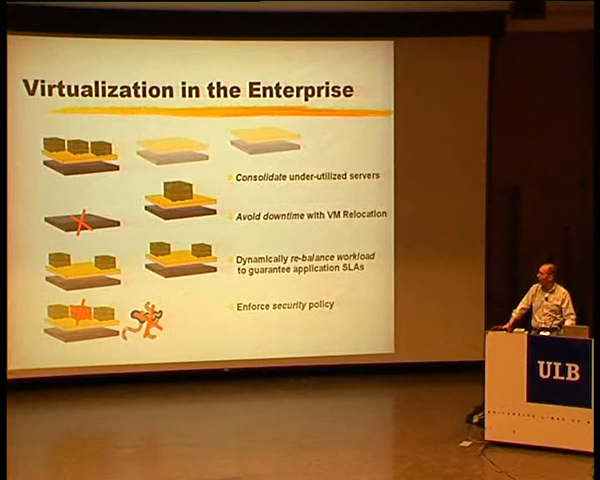 Virtualization in the Enterprise
Consolidate under-utilized servers
Avoid downtime with VM Relocation
Dynamically re-balance workload
to guarantee application SLAs
Enforce security policy
ULB